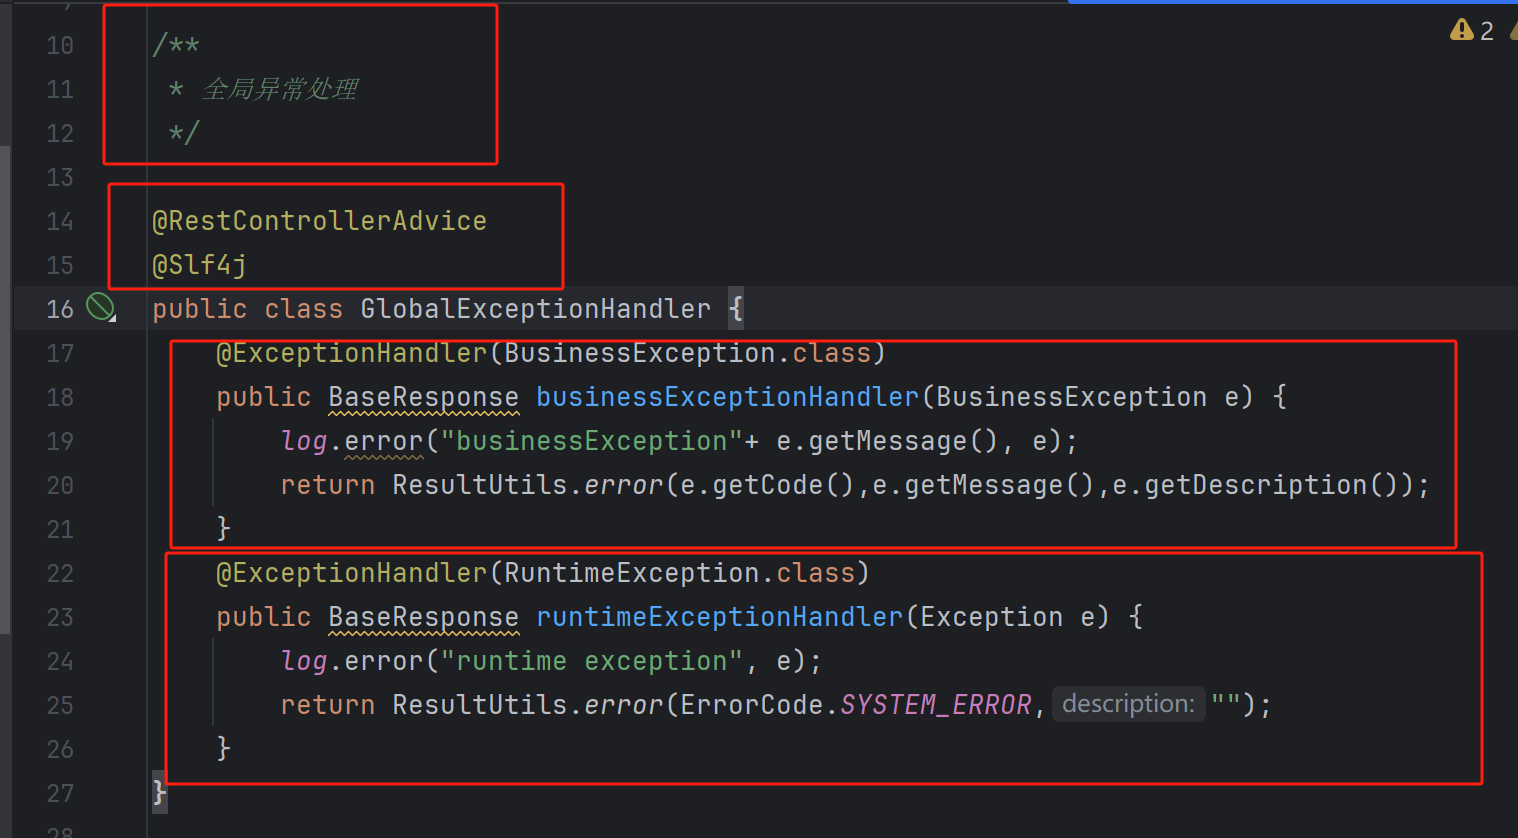 2
10 /**
11 * 全局异常处理
12 */
13
14 @RestControllerAdvice
15 @Slf4j
16 public class GlobalExceptionHandler {
17 @ExceptionHandler(BusinessException.class)
18 public BaseResponse businessExceptionHandler(BusinessException e) {
19 log.error("businessException"+ e.getMessage(), e);
20 return ResultUtils.error(e.getCode(),e.getMessage(),e.getDescription());
21 }
22 @ExceptionHandler(RuntimeException.class)
23 public BaseResponse runtimeExceptionHandler(Exception e) {
24 log.error("runtime exception", e);
25 return ResultUtils.error(ErrorCode.SYSTEM_ERROR, description: "");
26 }
27 }
28